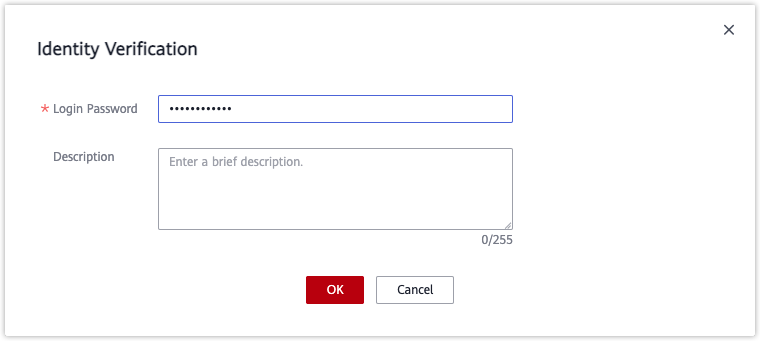 Identity Verification
* Login Password
••••••••••••
Description
Enter a brief description.
0/255
OK
Cancel